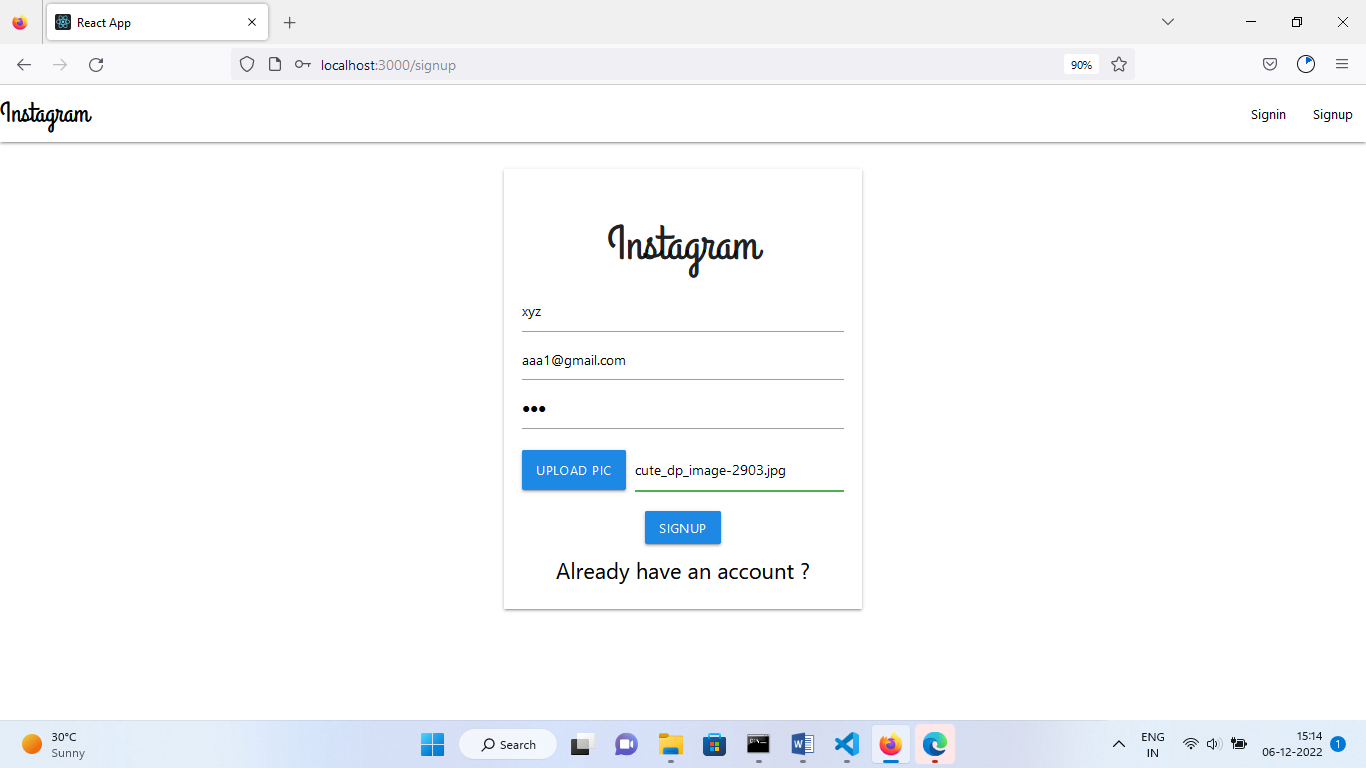 React App
localhost:3000/signup
90%
Instagram
Signin
Signup
Instagram
xyz
aaa1@gmail.com
•••
UPLOAD PIC
cute_dp_image-2903.jpg
SIGNUP
Already have an account ?
30°C
Sunny
Search
ENG
IN
15:14
06-12-2022
1